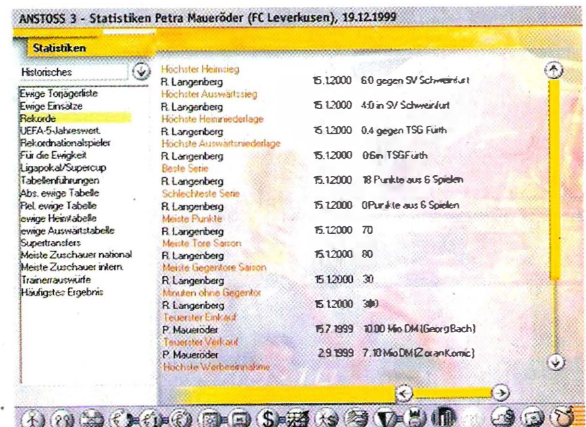 ANSTOSS 3 - Statistiken Petra Maueröder (FC Leverkusen), 19.12.1999
Statistiken
Historisches
Ewige Torjägerliste
Ewige Einsätze
Rekorde
UEFA-5-Jahreswert.
Rekordnationalspieler
Für die Ewigkeit
Ligapokal/Supercup
Tabellenführungen
Abs. ewige Tabelle
Rel. ewige Tabelle
ewige Heimtabelle
ewige Auswärtstabelle
Supertransfers
Meiste Zuschauer national
Meiste Zuschauer intern.
Trainerrauswürfe
Häufigstes Ergebnis
Höchster Heimsieg
R. Langenberg 15.1.2000 6:0 gegen SV Schweinfurt
Höchster Auswärtssieg
R. Langenberg 15.1.2000 4:0 in SV Schweinfurt
Höchste Heimniederlage
R. Langenberg 15.1.2000 0:4 gegen TSG Fürth
Höchste Auswärtsniederlage
R. Langenberg 15.1.2000 0:6 in TSG Fürth
Beste Serie
R. Langenberg 15.1.2000 18 Punkte aus 6 Spielen
Schlechteste Serie
R. Langenberg 15.1.2000 0 Punkte aus 6 Spielen
Meiste Punkte
R. Langenberg 15.1.2000 70
Meiste Tore Saison
R. Langenberg 15.1.2000 80
Meiste Gegentore Saison
R. Langenberg 15.1.2000 30
Minuten ohne Gegentor
R. Langenberg 15.1.2000
Teuerster Einkauf
P. Maueröder 15.7.1999 10.00 Mio DM (Georg Bach)
Teuerster Verkauf
P. Maueröder 2.9.1999 7.10 Mio DM (Zoran Komic)
Höchste Werbeeinnahme